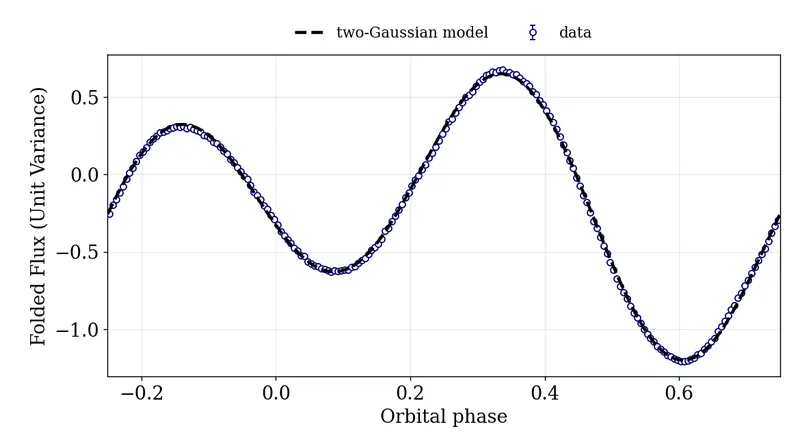 two-Gaussian model
data
Folded Flux (Unit Variance)
0.5
0.0
−0.5
−1.0
−0.2
0.0
0.2
0.4
0.6
Orbital phase